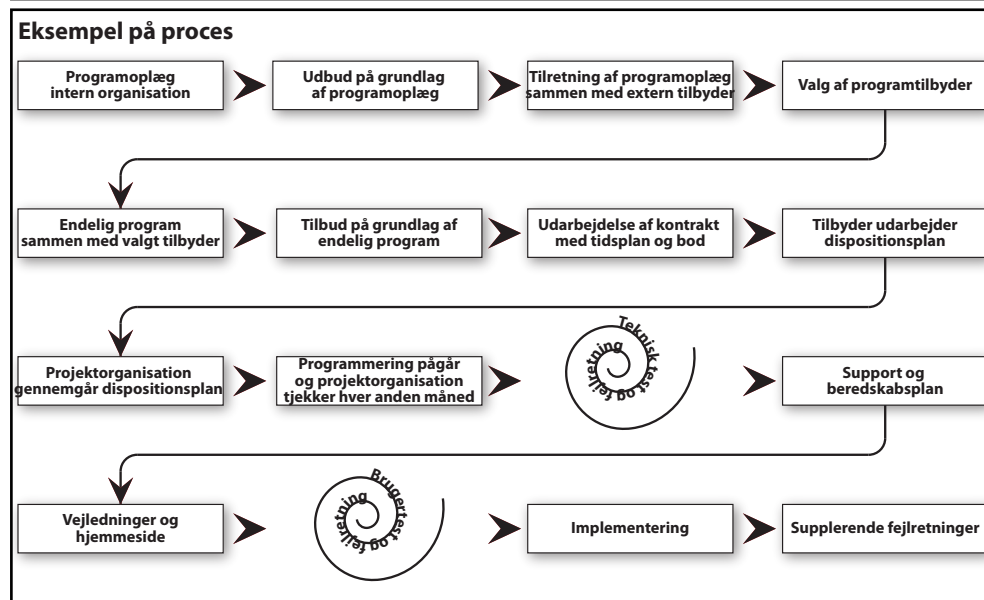 Eksempel på proces
Programoplæg
intern organisation
Udbud på grundlag
af programoplæg
Tilretning af programoplæg
sammen med extern tilbyder
Valg af programtilbyder
Endelig program
sammen med valgt tilbyder
Tilbud på grundlag af
endelig program
Udarbejdelse af kontrakt
med tidsplan og bod
Tilbyder udarbejder
dispositionsplan
Projektorganisation
gennemgår dispositionsplan
Programmering pågår
og projektorganisation
tjekker hver anden måned
Teknisk test og fejlretning
Support og
beredskabsplan
Vejledninger og
hjemmeside
Brugertest og fejlretning
Implementering
Supplerende fejlretninger